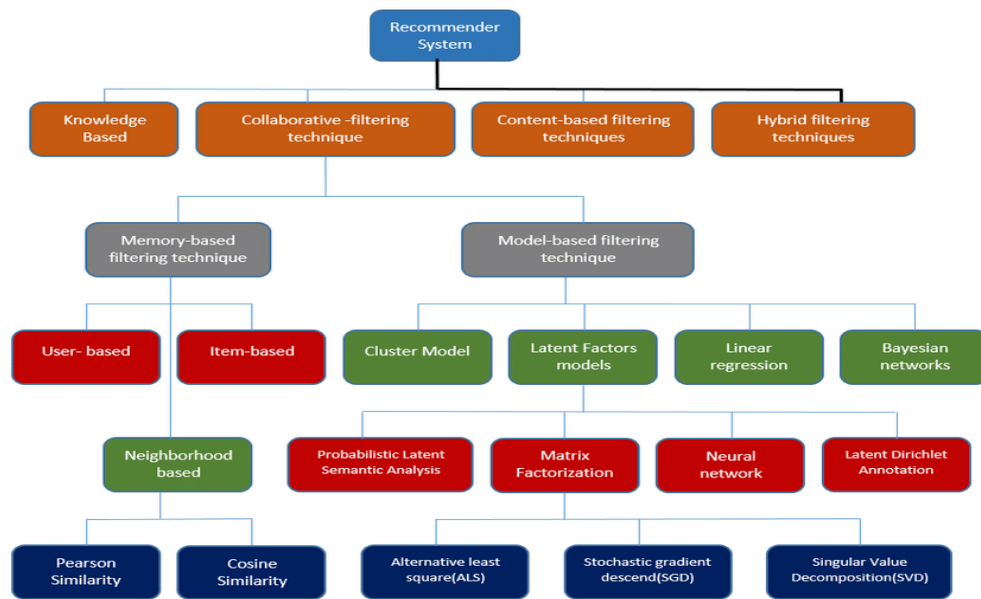 Recommender
System
Knowledge
Based
Collaborative -filtering
technique
Content-based filtering
techniques
Hybrid filtering
techniques
Memory-based
filtering technique
Model-based filtering
technique
User- based
Item-based
Cluster Model
Latent Factors
models
Linear
regression
Bayesian
networks
Neighborhood
based
Probabilistic Latent
Semantic Analysis
Matrix
Factorization
Neural
network
Latent Dirichlet
Annotation
Pearson
Similarity
Cosine
Similarity
Alternative least
square(ALS)
Stochastic gradient
descend(SGD)
Singular Value
Decomposition(SVD)